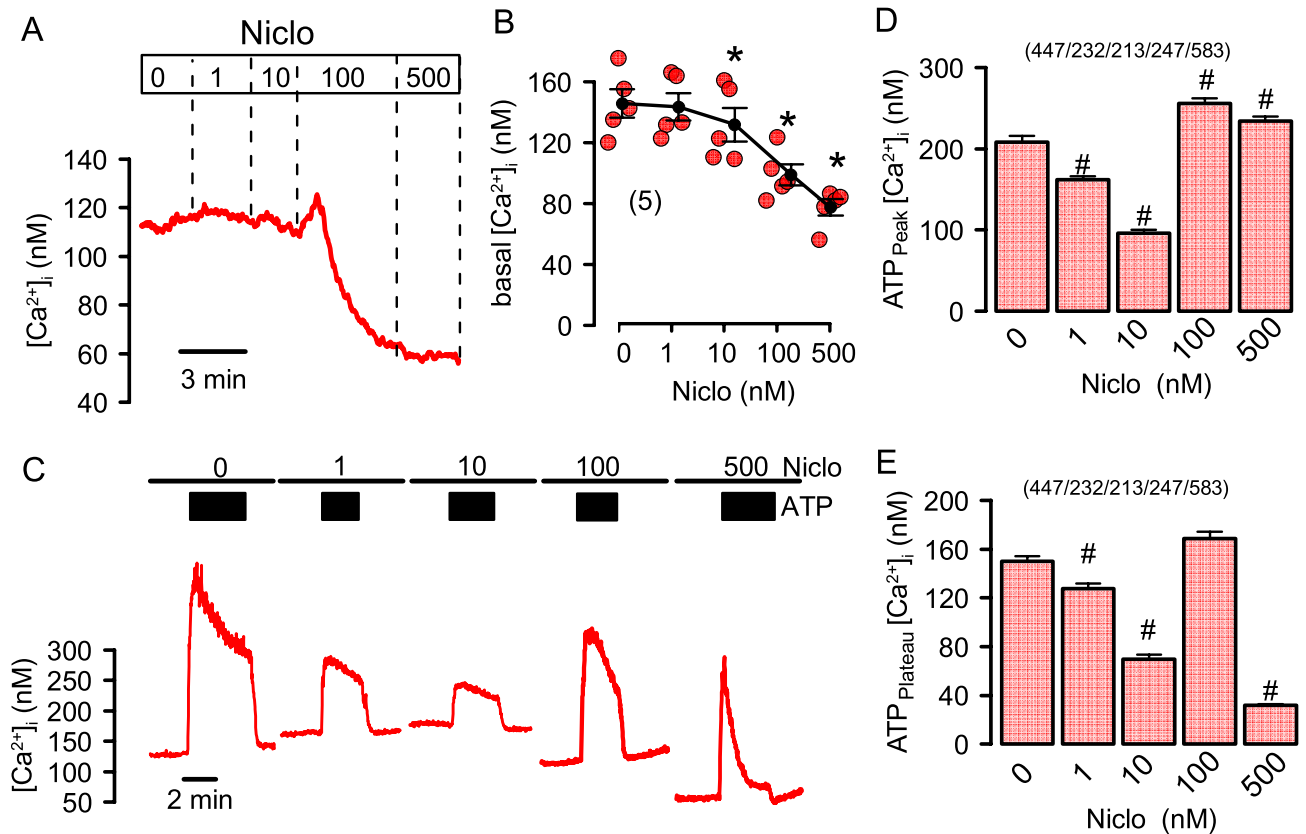 A
Niclo
0 1 10 100 500
[Ca²⁺]ᵢ (nM)
140
120
100
80
60
40
3 min
B
basal [Ca²⁺]ᵢ (nM)
160
120
80
40
0
* * *
(5)
0 1 10 100 500
Niclo (nM)
C
0 1 10 100 500 Niclo
ATP
[Ca²⁺]ᵢ (nM)
300
250
200
150
100
50
2 min
D
(447/232/213/247/583)
ATP_Peak [Ca²⁺]ᵢ (nM)
300
200
100
0
# # # #
0 1 10 100 500
Niclo (nM)
E
(447/232/213/247/583)
ATP_Plateau [Ca²⁺]ᵢ (nM)
200
160
120
80
40
0
# # #
0 1 10 100 500
Niclo (nM)